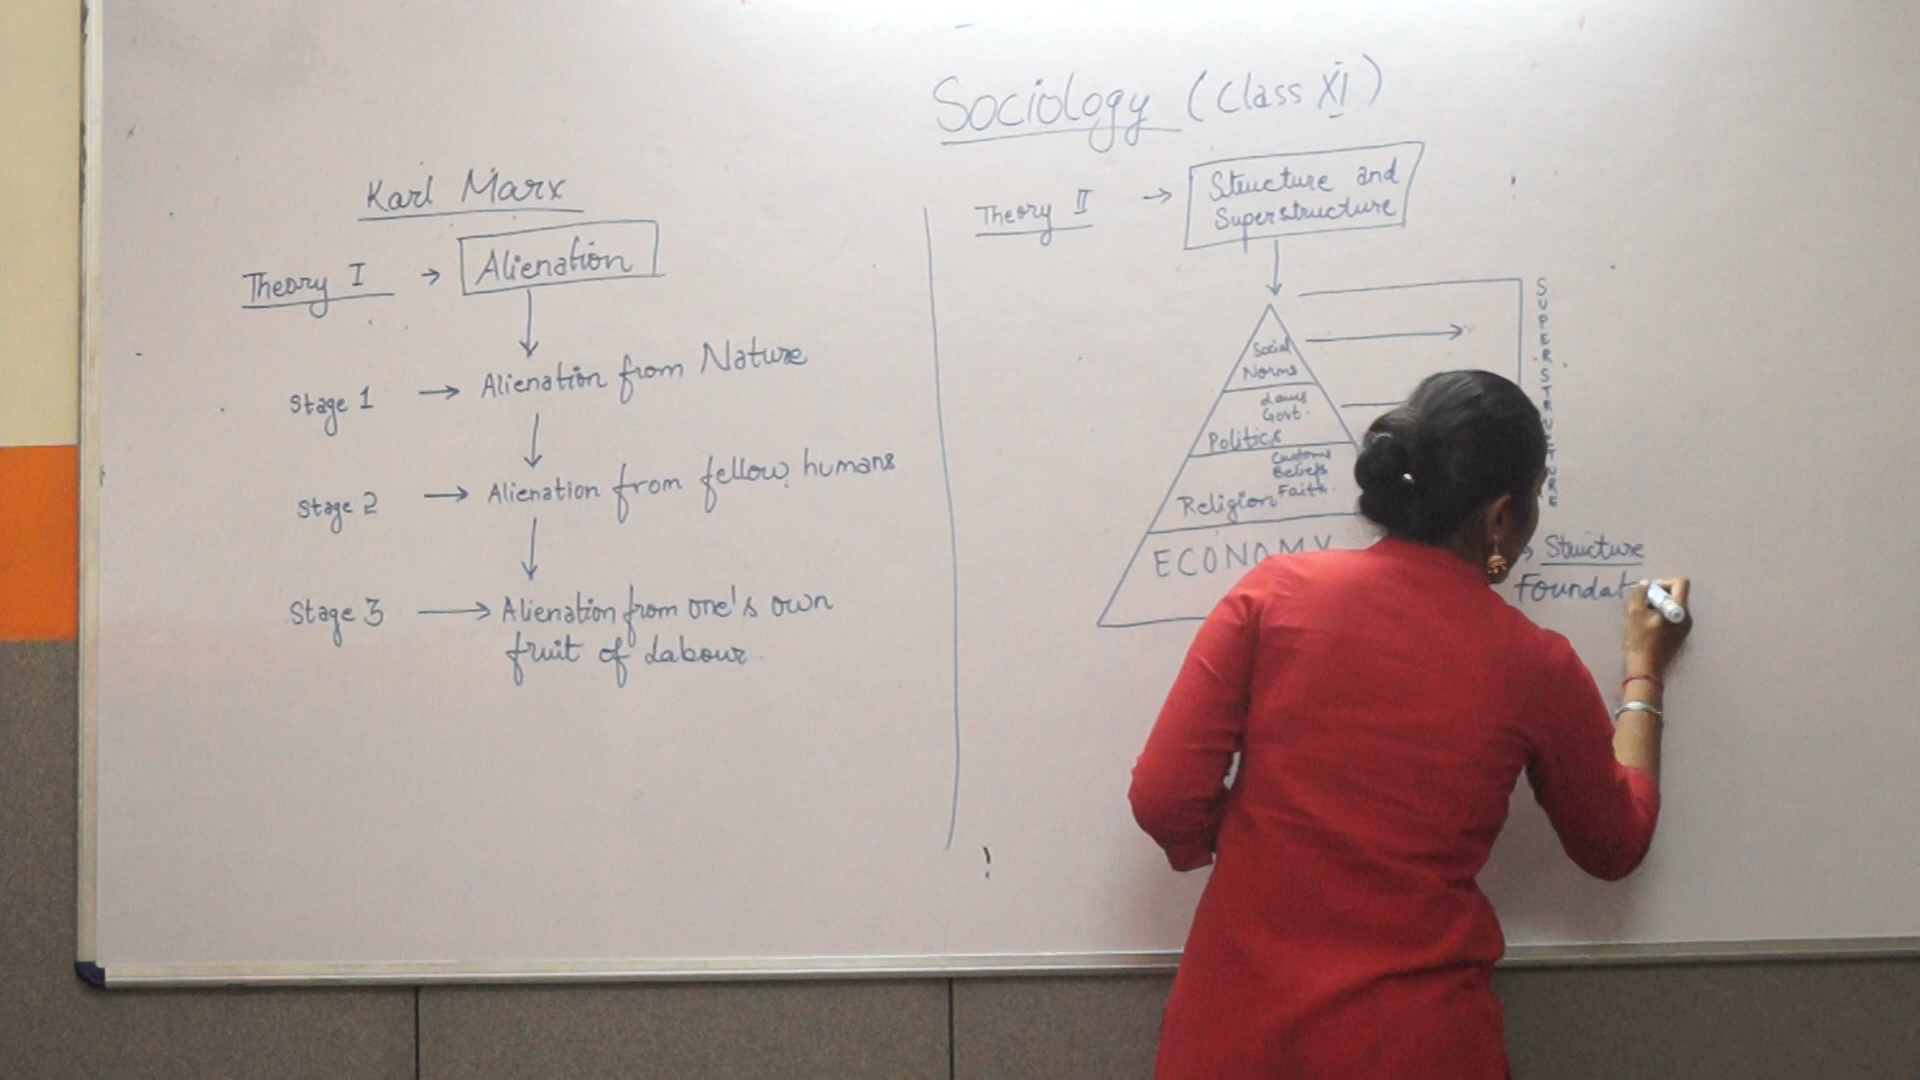 Sociology (Class XI)
Karl Marx
Theory I → Alienation
Stage 1 → Alienation from Nature
Stage 2 → Alienation from fellow humans
Stage 3 → Alienation from one's own
fruit of Labour.
Theory II → Structure and
Superstructure
Social
Norms
Laws
Govt.
Politics
Customs
Beliefs
Faith.
Religion
ECONOMY
SUPERSTRUCTURE
→ Structure
Foundat